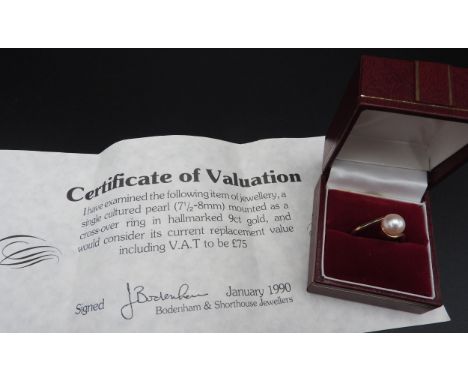 Certificate of Valuation
I have examined the following item of jewellery, a
single cultured pearl (7½-8mm) mounted as a
cross-over ring in hallmarked 9ct gold, and
would consider its current replacement value
including V.A.T to be £75
Signed JBodenham January 1990
Bodenham & Shorthouse Jewellers